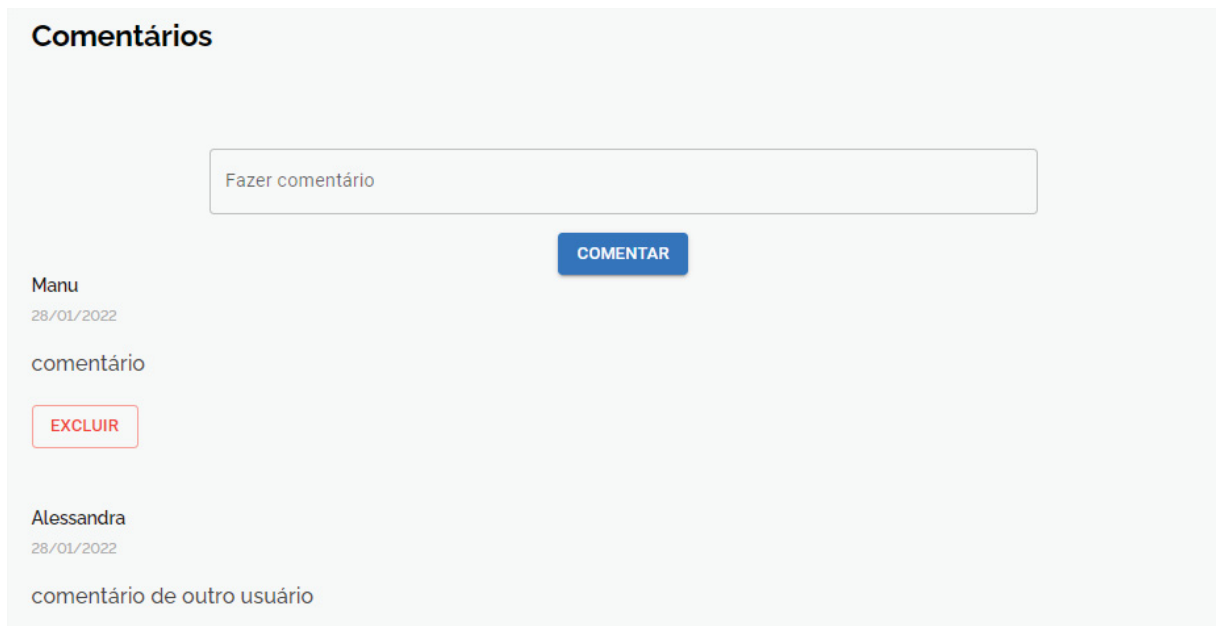 Comentários
Fazer comentário
COMENTAR
Manu
28/01/2022
comentário
EXCLUIR
Alessandra
28/01/2022
comentário de outro usuário